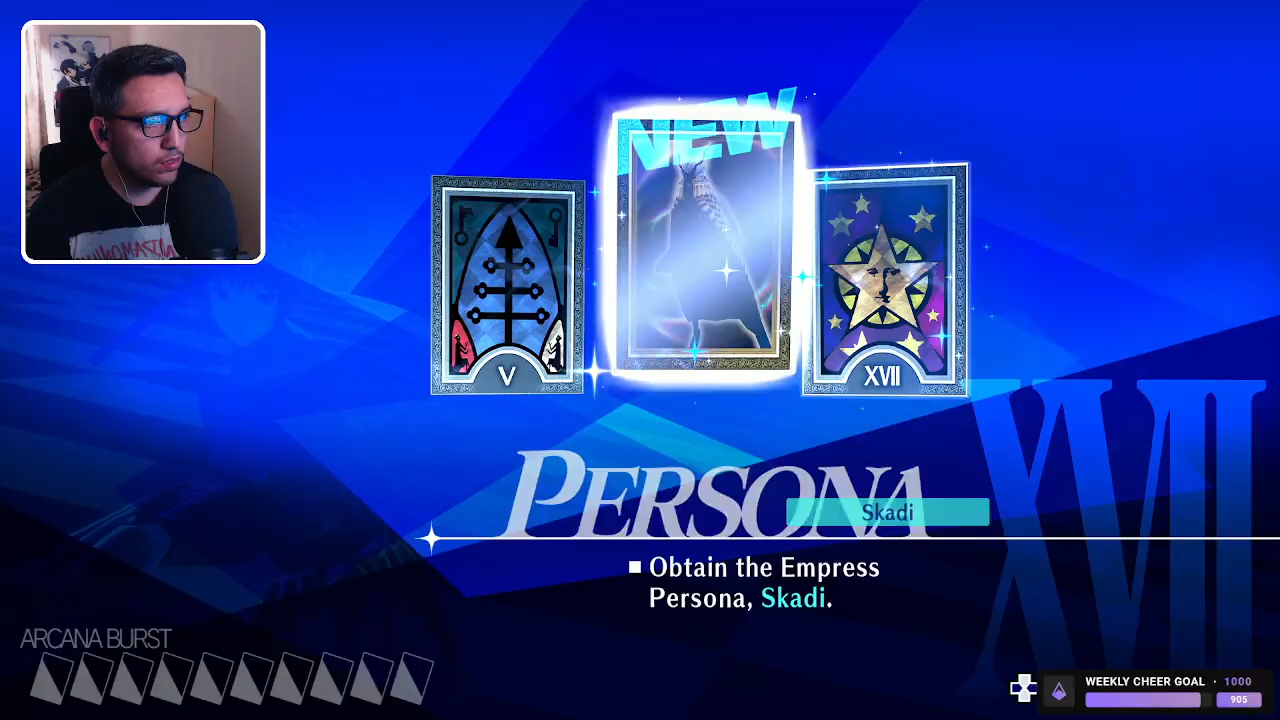 NEW
V
XVII
PERSONA
Skadi
Obtain the Empress
Persona, Skadi.
XVII
ARCANA BURST
WEEKLY CHEER GOAL · 1000
905